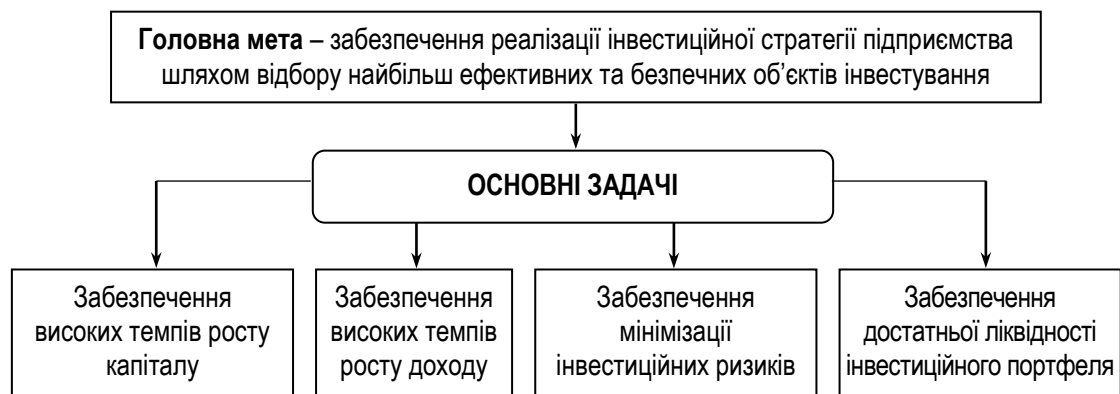 Головна мета – забезпечення реалізації інвестиційної стратегії підприємства
шляхом відбору найбільш ефективних та безпечних об’єктів інвестування
ОСНОВНІ ЗАДАЧІ
Забезпечення
високих темпів росту
капіталу
Забезпечення
високих темпів
росту доходу
Забезпечення
мінімізації
інвестиційних ризиків
Забезпечення
достатньої ліквідності
інвестиційного портфеля